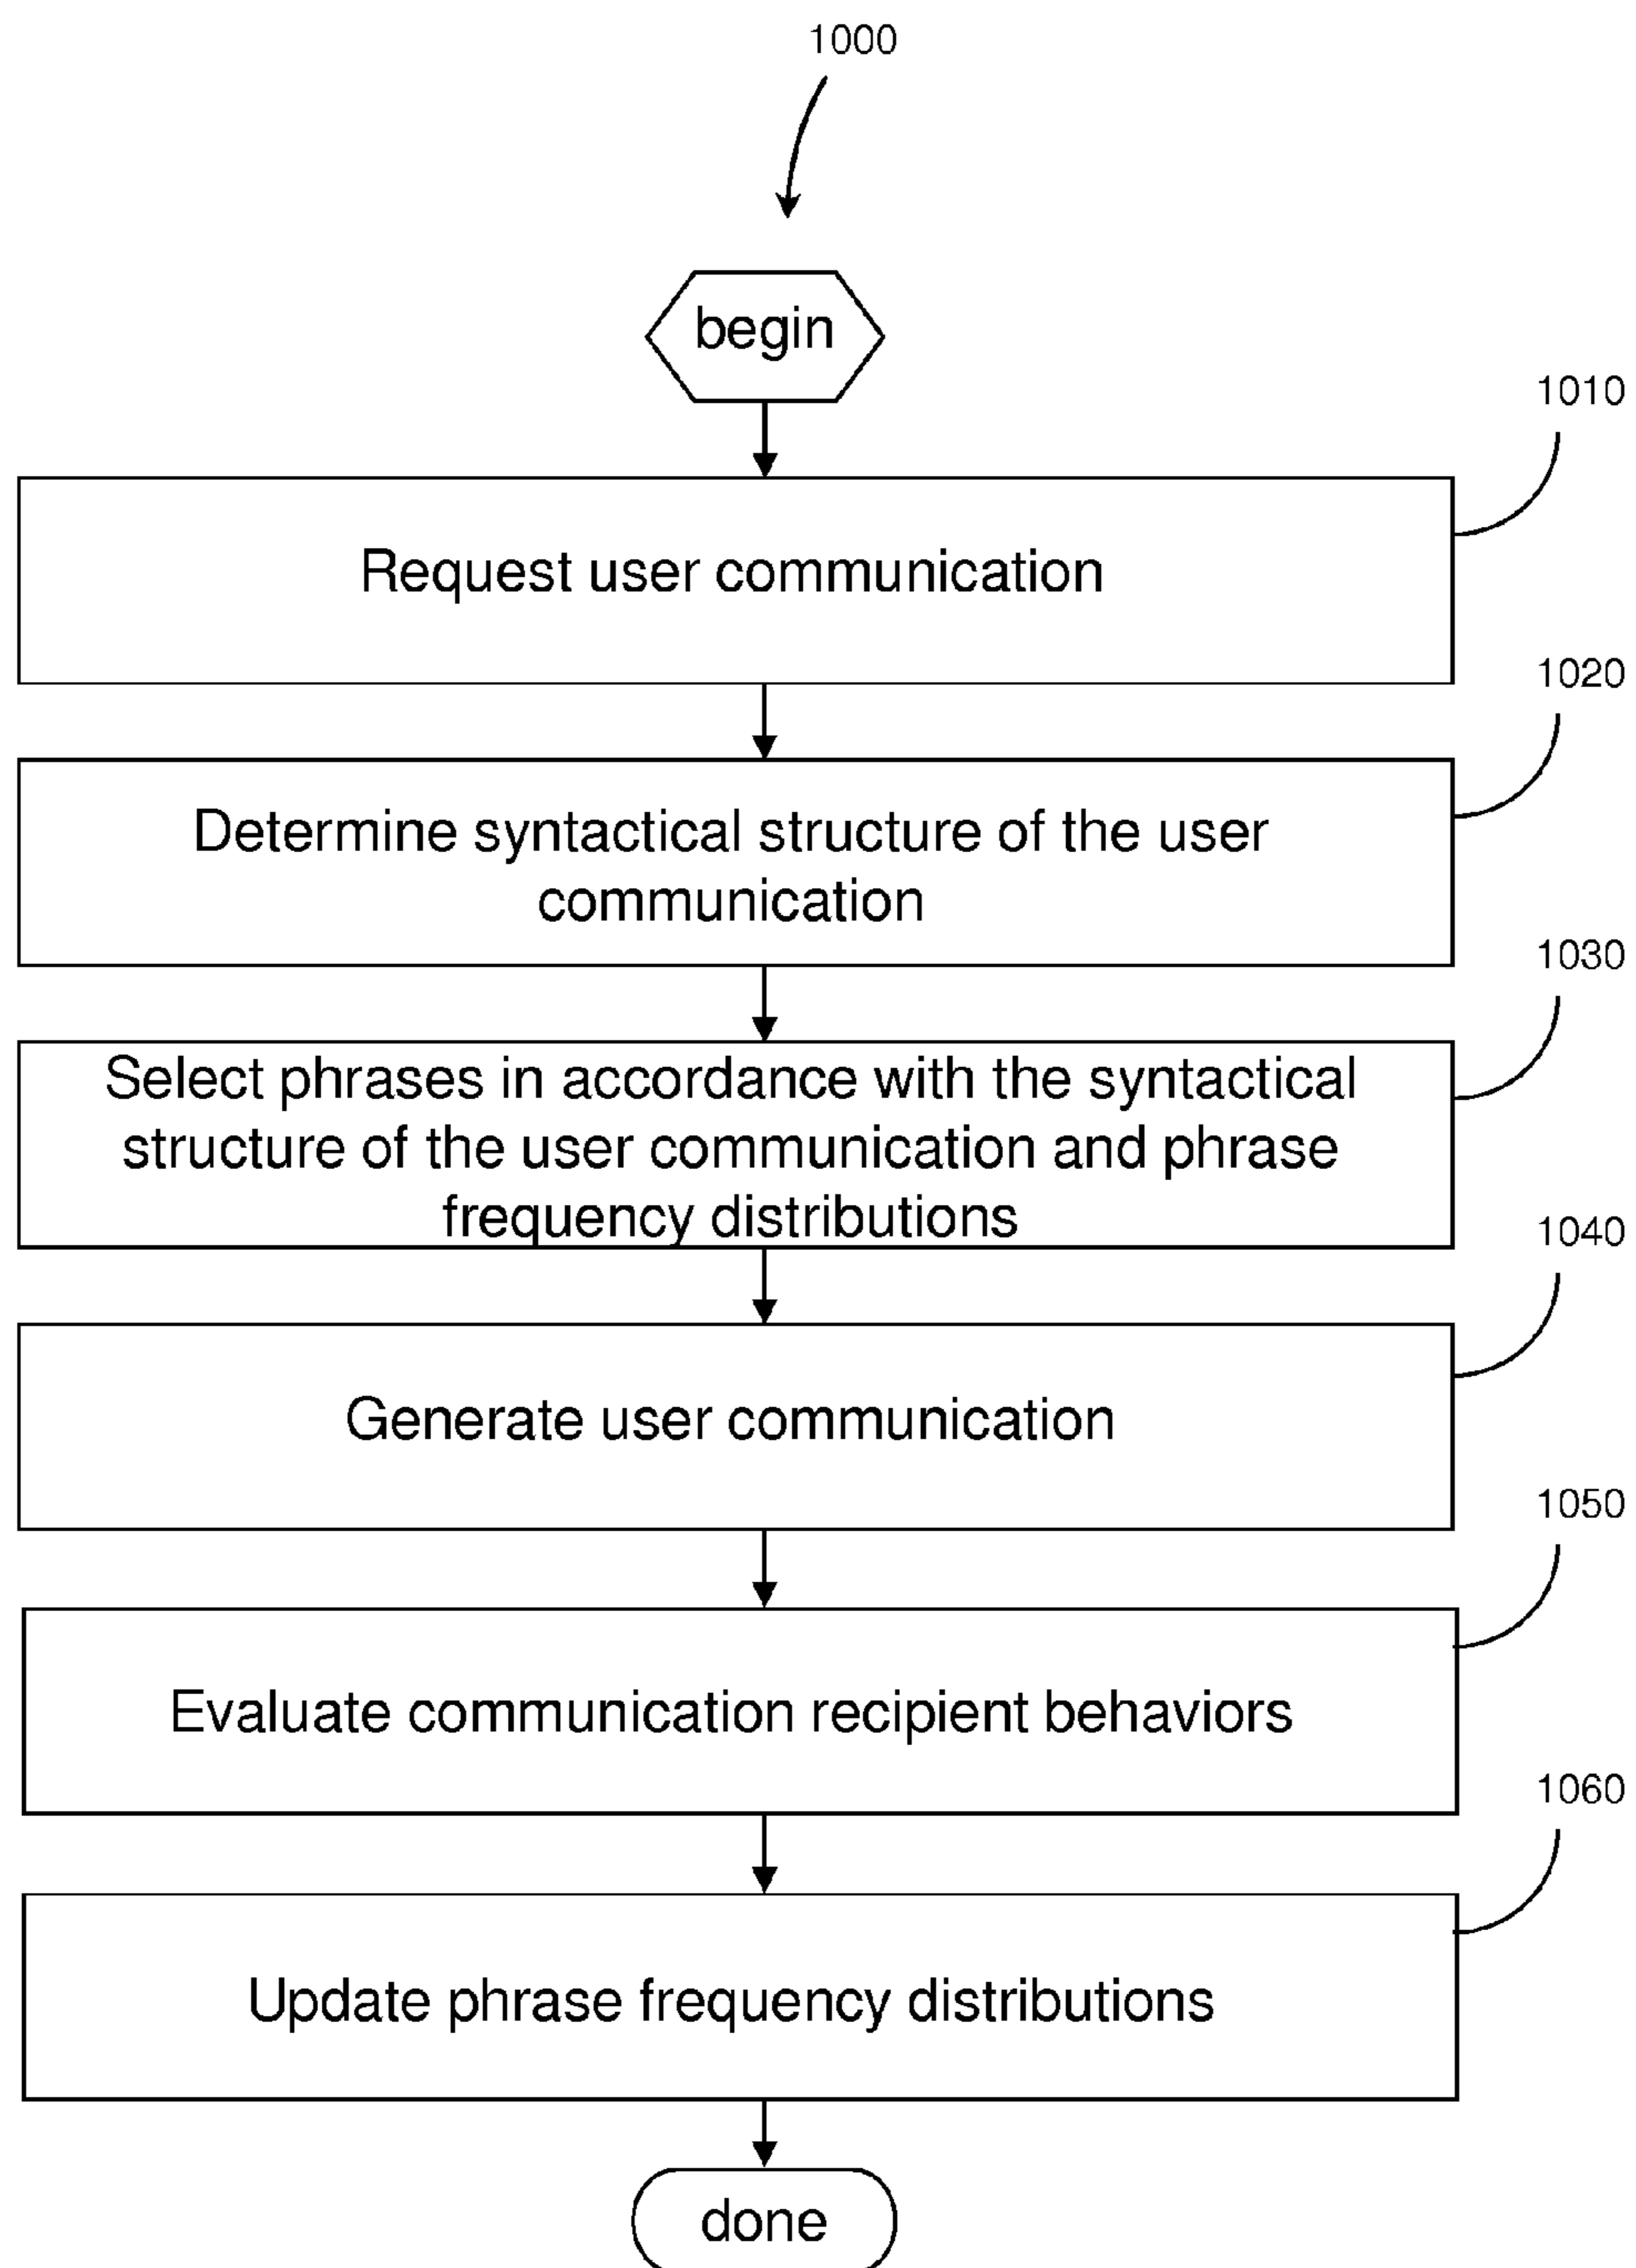 1000
begin
1010
Request user communication
1020
Determine syntactical structure of the user
communication
1030
Select phrases in accordance with the syntactical
structure of the user communication and phrase
frequency distributions
1040
Generate user communication
1050
Evaluate communication recipient behaviors
1060
Update phrase frequency distributions
done